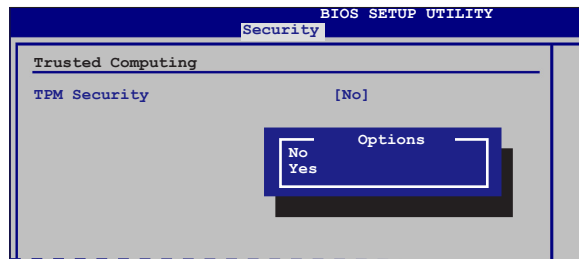 BIOS SETUP UTILITY
Security
Trusted Computing
TPM Security [No]
Options
No
Yes